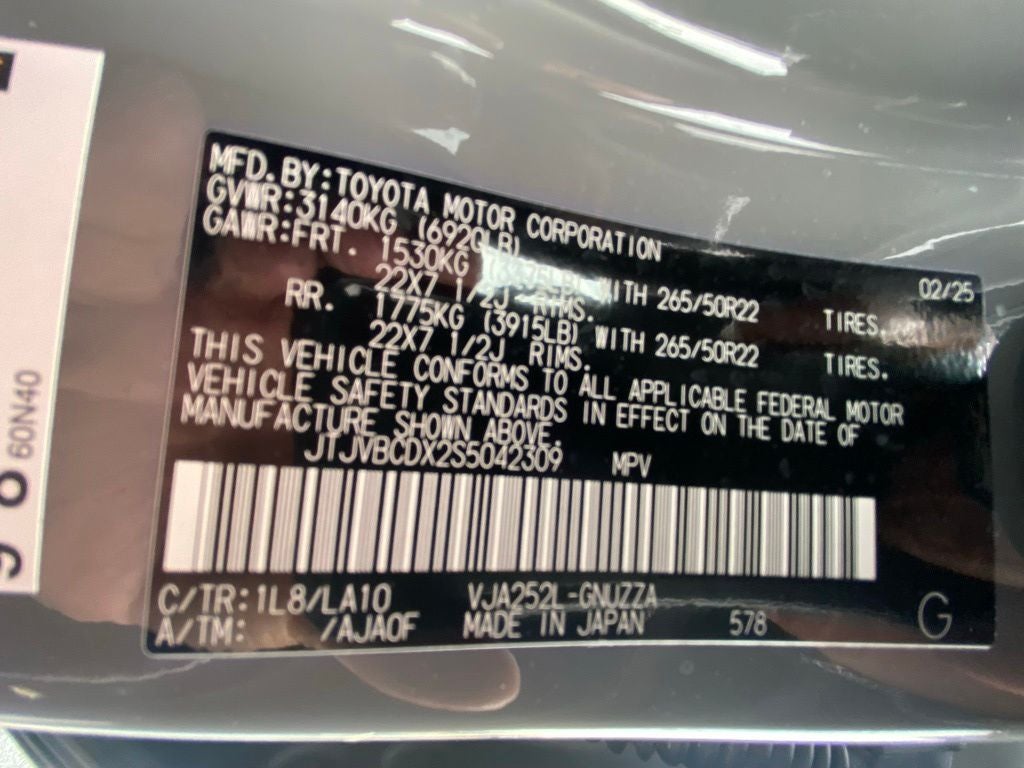 MFD.BY:TOYOTA MOTOR CORPORATION
02/25
GVWR:3140KG (6920LB)
GAWR:FRT. 1530KG WITH 265/50R22 TIRES.
22X7 1/2J RIMS.
RR. 1775KG (3915LB) WITH 265/50R22 TIRES.
22X7 1/2J RIMS.
THIS VEHICLE CONFORMS TO ALL APPLICABLE FEDERAL MOTOR
VEHICLE SAFETY STANDARDS IN EFFECT ON THE DATE OF
MANUFACTURE SHOWN ABOVE.
JTJVBCDX2S5042309 MPV
C/TR:1L8/LA10 VJA252L-GNUZZA
A/TM: /AJA0F MADE IN JAPAN 578 G
60N40